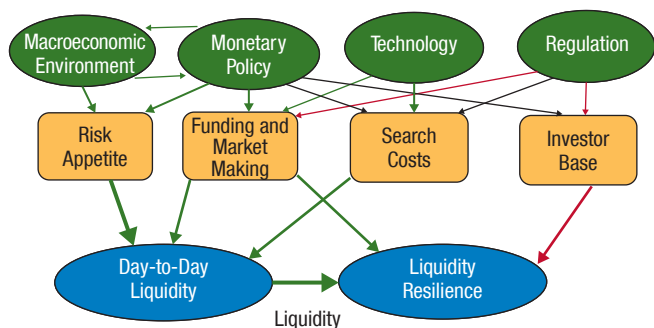 Macroeconomic
Environment
Monetary
Policy
Technology
Regulation
Risk
Appetite
Funding and
Market
Making
Search
Costs
Investor
Base
Day-to-Day
Liquidity
Liquidity
Resilience
Liquidity